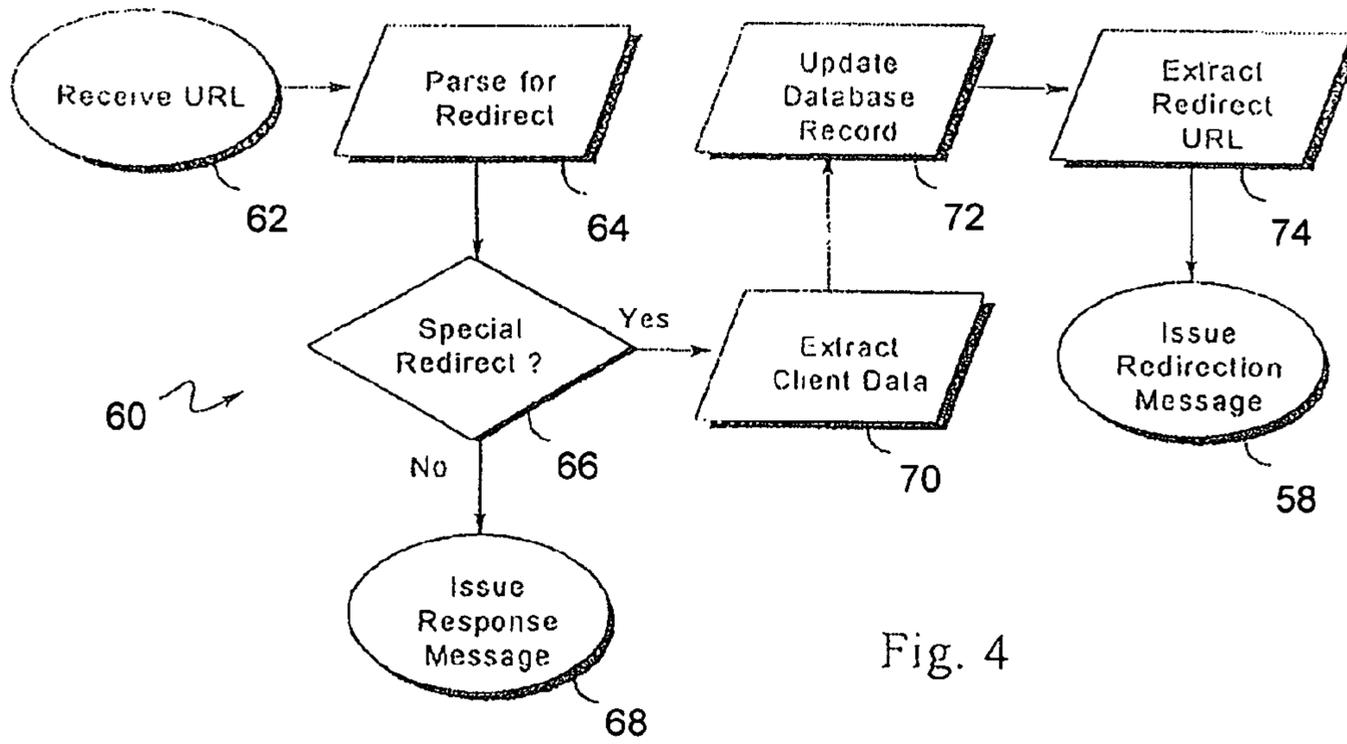 Receive URL
62
Parse for
Redirect
64
Special
Redirect ?
66
Yes
No
60
Issue
Response
Message
68
Extract
Client Data
70
Update
Database
Record
72
Extract
Redirect
URL
74
Issue
Redirection
Message
58
Fig. 4